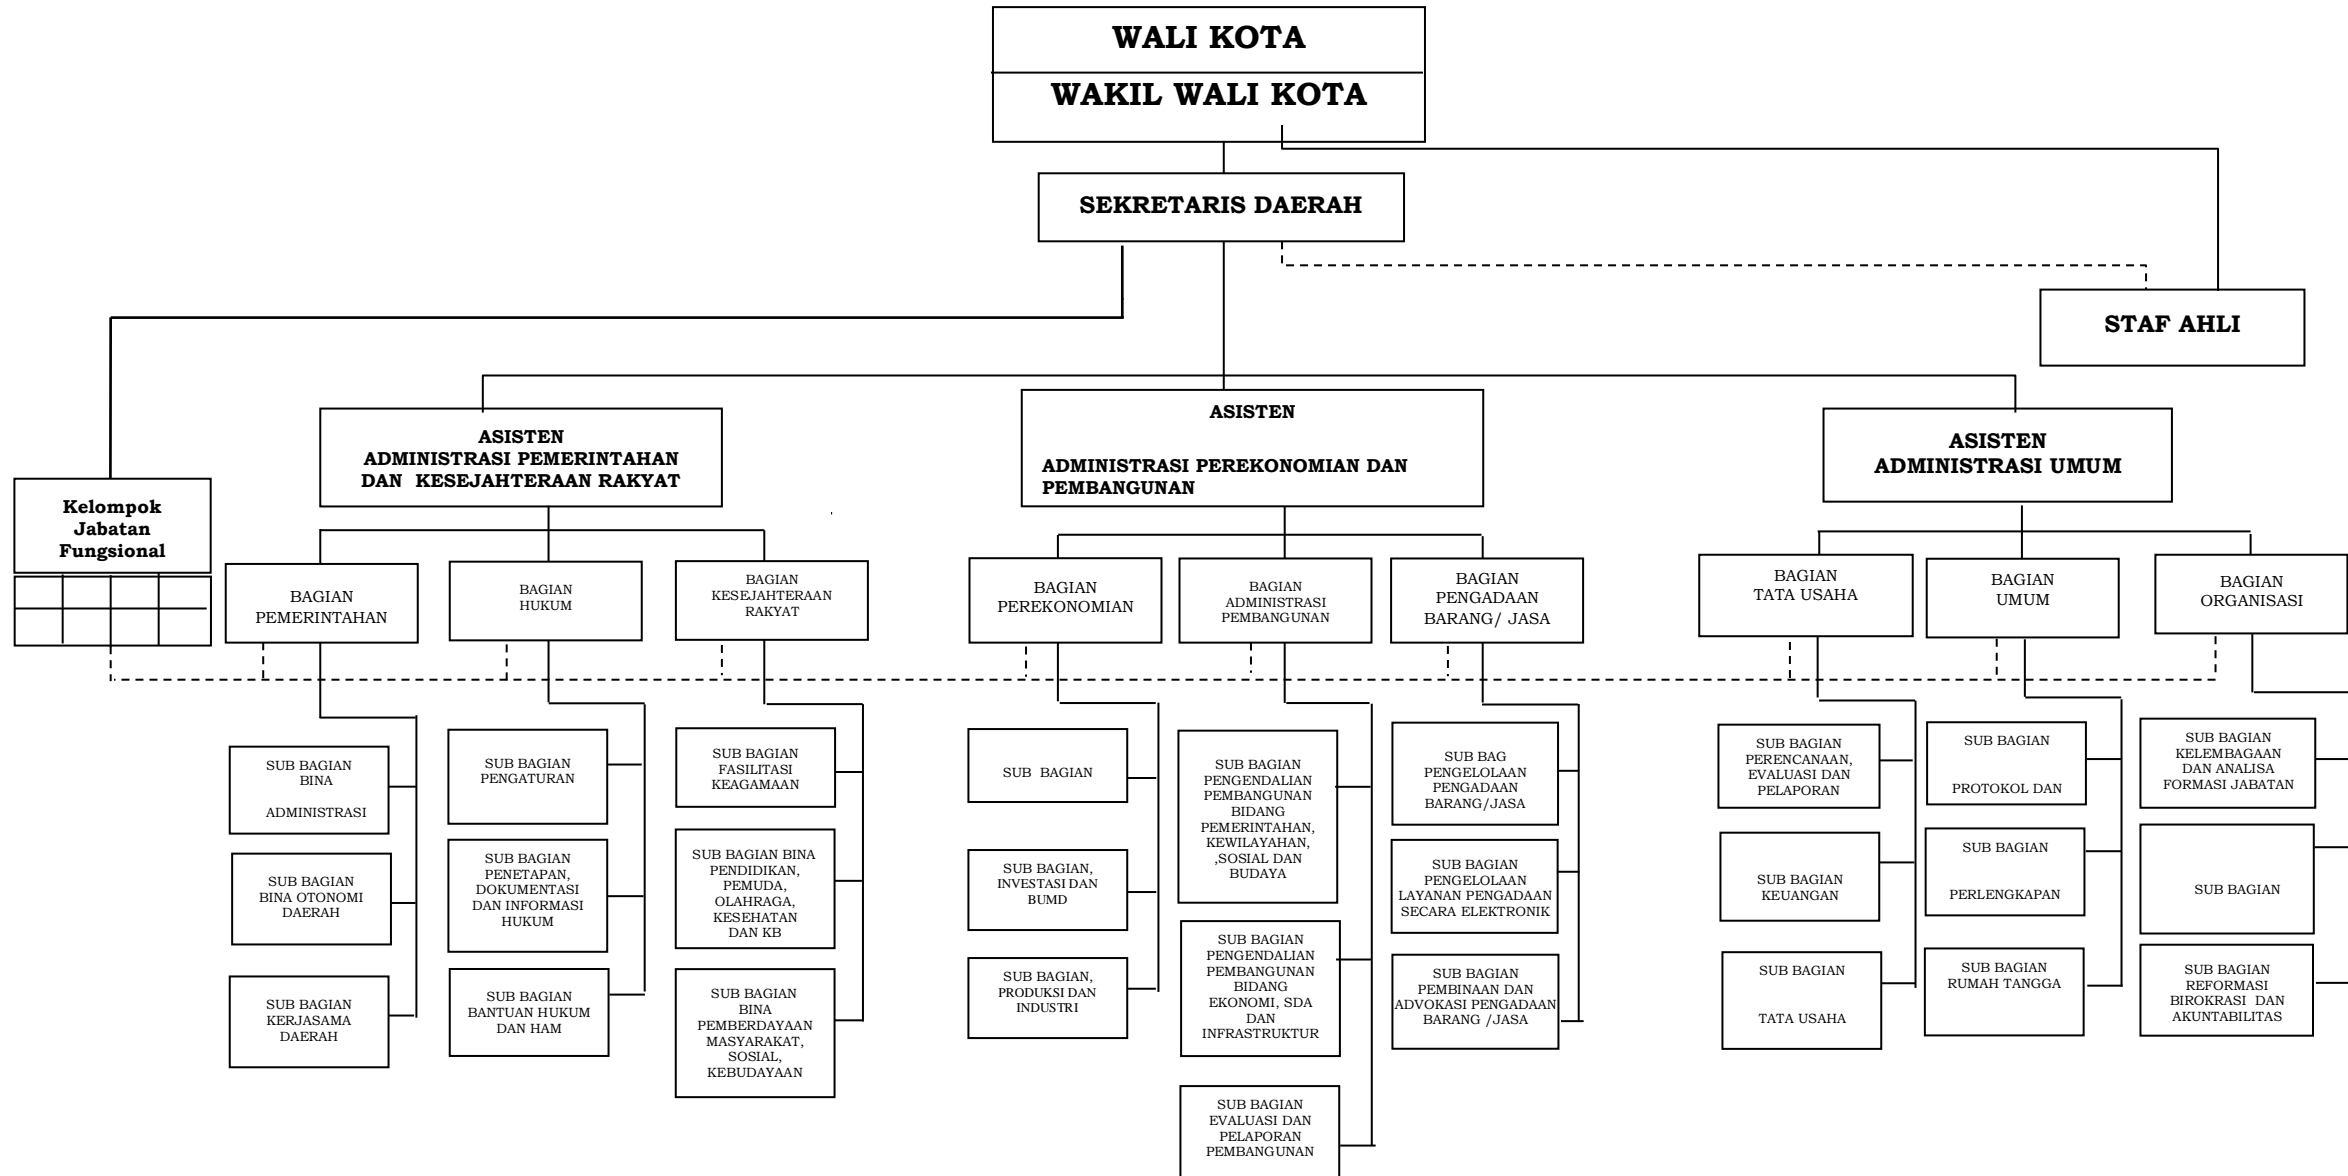 WALI KOTA
WAKIL WALI KOTA
SEKRETARIS DAERAH
STAF AHLI
ASISTEN
ADMINISTRASI PEMERINTAHAN
DAN KESEJAHTERAAN RAKYAT
ASISTEN
ADMINISTRASI PEREKONOMIAN DAN
PEMBANGUNAN
ASISTEN
ADMINISTRASI UMUM
Kelompok
Jabatan
Fungsional
BAGIAN
PEMERINTAHAN
BAGIAN
HUKUM
BAGIAN
KESEJAHTERAAN
RAKYAT
BAGIAN
PEREKONOMIAN
BAGIAN
ADMINISTRASI
PEMBANGUNAN
BAGIAN
PENGADAAN
BARANG/ JASA
BAGIAN
TATA USAHA
BAGIAN
UMUM
BAGIAN
ORGANISASI
SUB BAGIAN
BINA
ADMINISTRASI
SUB BAGIAN
BINA OTONOMI
DAERAH
SUB BAGIAN
KERJASAMA
DAERAH
SUB BAGIAN
PENGATURAN
SUB BAGIAN
PENETAPAN,
DOKUMENTASI
DAN INFORMASI
HUKUM
SUB BAGIAN
BANTUAN HUKUM
DAN HAM
SUB BAGIAN
FASILITASI
KEAGAMAAN
SUB BAGIAN BINA
PENDIDIKAN,
PEMUDA,
OLAHRAGA,
KESEHATAN
DAN KB
SUB BAGIAN
BINA
PEMBERDAYAAN
MASYARAKAT,
SOSIAL,
KEBUDAYAAN
SUB BAGIAN
SUB BAGIAN,
INVESTASI DAN
BUMD
SUB BAGIAN,
PRODUKSI DAN
INDUSTRI
SUB BAGIAN
PENGENDALIAN
PEMBANGUNAN
BIDANG
PEMERINTAHAN,
KEWILAYAHAN,
,SOSIAL DAN
BUDAYA
SUB BAGIAN
PENGENDALIAN
PEMBANGUNAN
BIDANG
EKONOMI, SDA
DAN
INFRASTRUKTUR
SUB BAGIAN
EVALUASI DAN
PELAPORAN
PEMBANGUNAN
SUB BAG
PENGELOLAAN
PENGADAAN
BARANG/JASA
SUB BAGIAN
PENGELOLAAN
LAYANAN PENGADAAN
SECARA ELEKTRONIK
SUB BAGIAN
PEMBINAAN DAN
ADVOKASI PENGADAAN
BARANG /JASA
SUB BAGIAN
PERENCANAAN,
EVALUASI DAN
PELAPORAN
SUB BAGIAN
KEUANGAN
SUB BAGIAN
TATA USAHA
SUB BAGIAN
PROTOKOL DAN
SUB BAGIAN
PERLENGKAPAN
SUB BAGIAN
RUMAH TANGGA
SUB BAGIAN
KELEMBAGAAN
DAN ANALISA
FORMASI JABATAN
SUB BAGIAN
SUB BAGIAN
REFORMASI
BIROKRASI DAN
AKUNTABILITAS